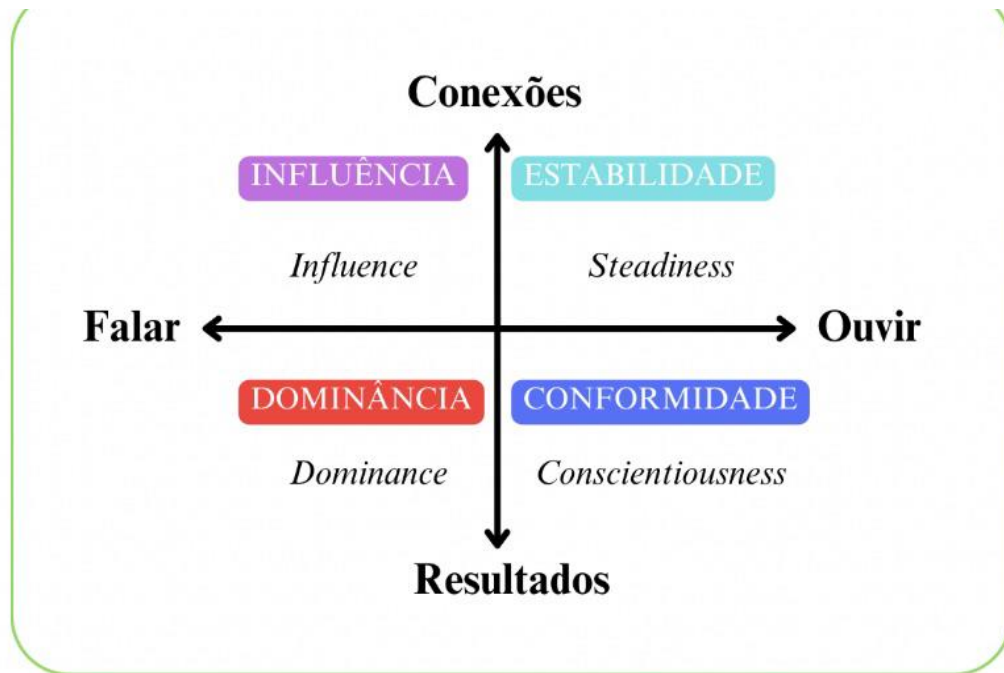 Conexões
INFLUÊNCIA ESTABILIDADE
Influence Steadiness
Falar Ouvir
DOMINÂNCIA CONFORMIDADE
Dominance Conscientiousness
Resultados